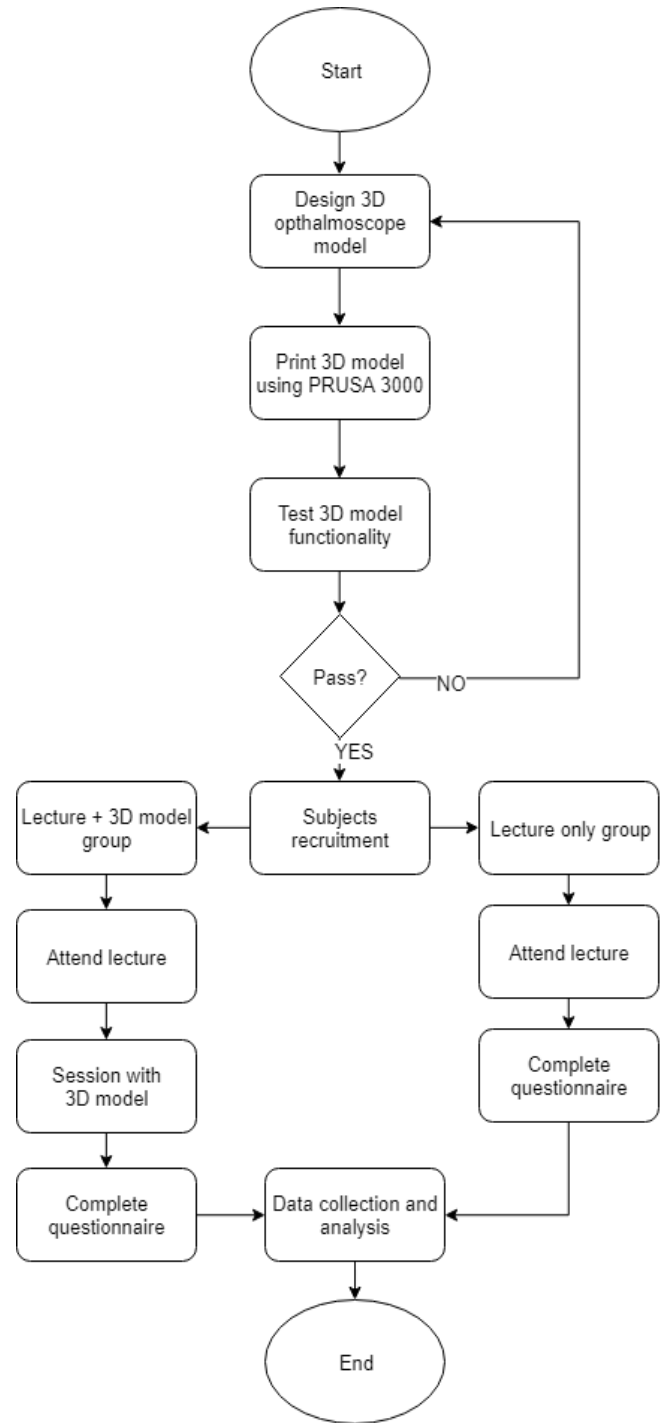 Start
Design 3D
opthalmoscope
model
Print 3D model
using PRUSA 3000
Test 3D model
functionality
Pass?
NO
YES
Lecture + 3D model
group
Subjects
recruitment
Lecture only group
Attend lecture
Attend lecture
Session with
3D model
Complete
questionnaire
Complete
questionnaire
Data collection and
analysis
End